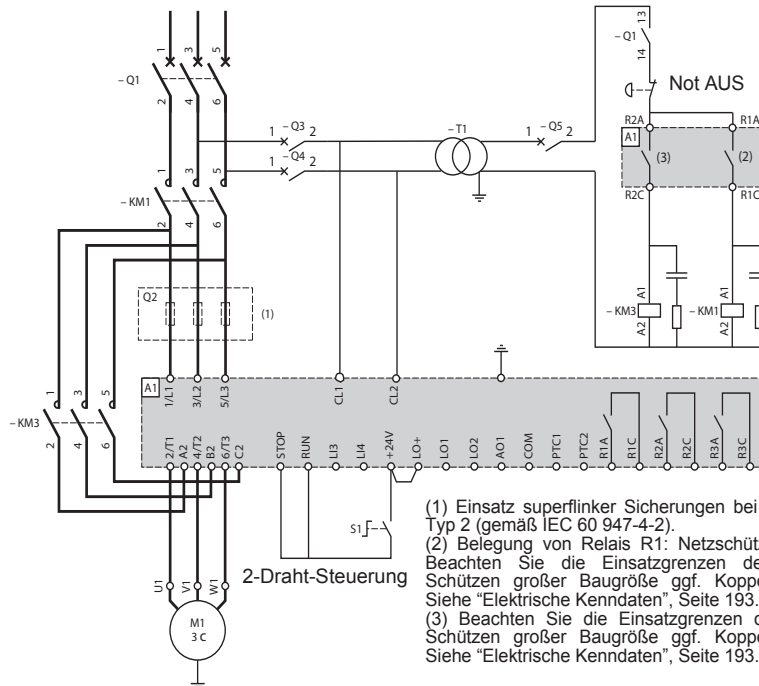 1 3 5
– Q1
2 4 6
13
– Q1
14
Not AUS
1 – Q3 2
1 – Q4 2
– T1
1 – Q5 2
R2A R1A
A1
(3) (2)
R2C R1C
1 3 5
– KM1
2 4 6
Q2
(1)
A1 A1
– KM3 – KM1
A2 A2
A1
1/L1 3/L2 5/L3 CL1 CL2
1 3 5
– KM3
2 4 6
2/T1 A2 4/T2 B2 6/T3 C2 STOP RUN LI3 LI4 +24V LO+ LO1 LO2 AO1 COM PTC1 PTC2 R1A R1C R2A R2C R3A R3C
S1
2-Draht-Steuerung
U1 V1 W1
M1
3 C
(1) Einsatz superflinker Sicherungen bei
Typ 2 (gemäß IEC 60 947-4-2).
(2) Belegung von Relais R1: Netzschütz
Beachten Sie die Einsatzgrenzen de
Schützen großer Baugröße ggf. Koppe
Siehe “Elektrische Kenndaten”, Seite 193.
(3) Beachten Sie die Einsatzgrenzen d
Schützen großer Baugröße ggf. Koppe
Siehe “Elektrische Kenndaten”, Seite 193.